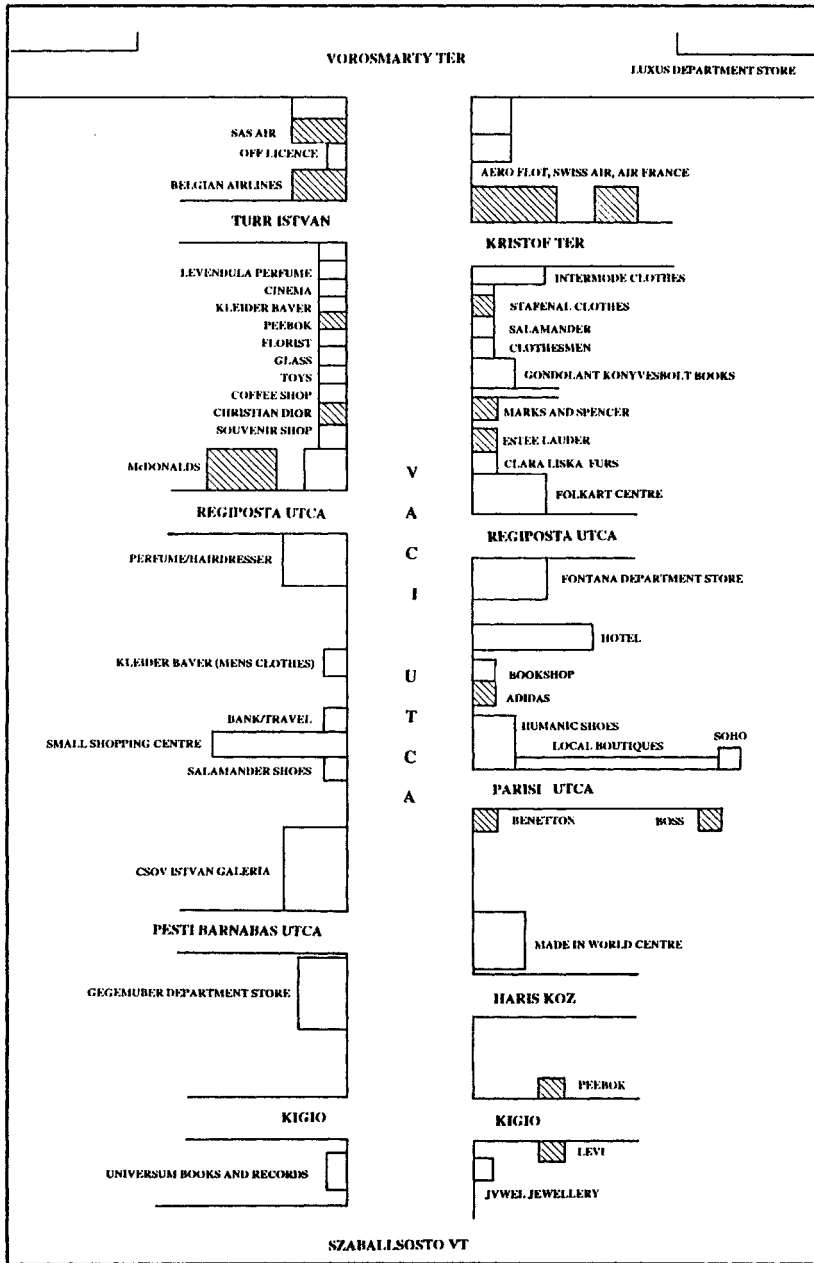 VOROSMARTY TER
LUXUS DEPARTMENT STORE
SAS AIR
OFF LICENCE
BELGIAN AIRLINES
AERO FLOT, SWISS AIR, AIR FRANCE
TURR ISTVAN
KRISTOF TER
LEVENDULA PERFUME
CINEMA
KLEIDER BAVER
PEEBOK
FLORIST
GLASS
TOYS
COFFEE SHOP
CHRISTIAN DIOR
SOUVENIR SHOP
McDONALDS
INTERMODE CLOTHES
STAFENAL CLOTHES
SALAMANDER
CLOTHESMEN
GONDOLANT KONYVESBOLT BOOKS
MARKS AND SPENCER
ESTEE LAUDER
CLARA LISKA FURS
FOLKART CENTRE
VACI UTCA
REGIPOSTA UTCA
REGIPOSTA UTCA
PERFUME/HAIRDRESSER
KLEIDER BAVER (MENS CLOTHES)
BANK/TRAVEL
SMALL SHOPPING CENTRE
SALAMANDER SHOES
CSOV ISTVAN GALERIA
FONTANA DEPARTMENT STORE
HOTEL
BOOKSHOP
ADIDAS
HUMANIC SHOES
LOCAL BOUTIQUES
SOHO
PARISI UTCA
BENETTON
BOSS
MADE IN WORLD CENTRE
PESTI BARNABAS UTCA
HARIS KOZ
GEGEMUBER DEPARTMENT STORE
PEEBOK
KIGIO
KIGIO
UNIVERSUM BOOKS AND RECORDS
LEVI
JVWEL JEWELLERY
SZABALLSOSTO VT